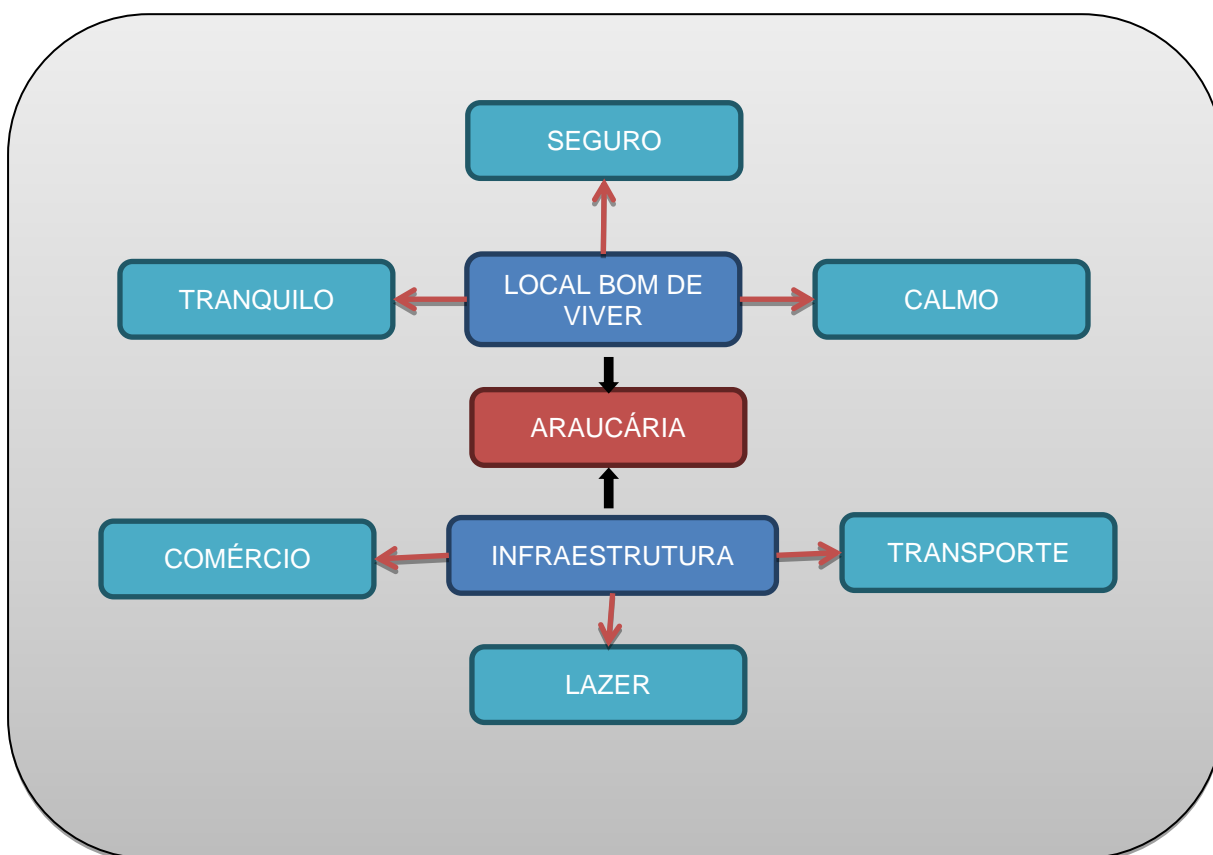 SEGURO
TRANQUILO
LOCAL BOM DE
VIVER
CALMO
ARAUCÁRIA
COMÉRCIO
INFRAESTRUTURA
TRANSPORTE
LAZER